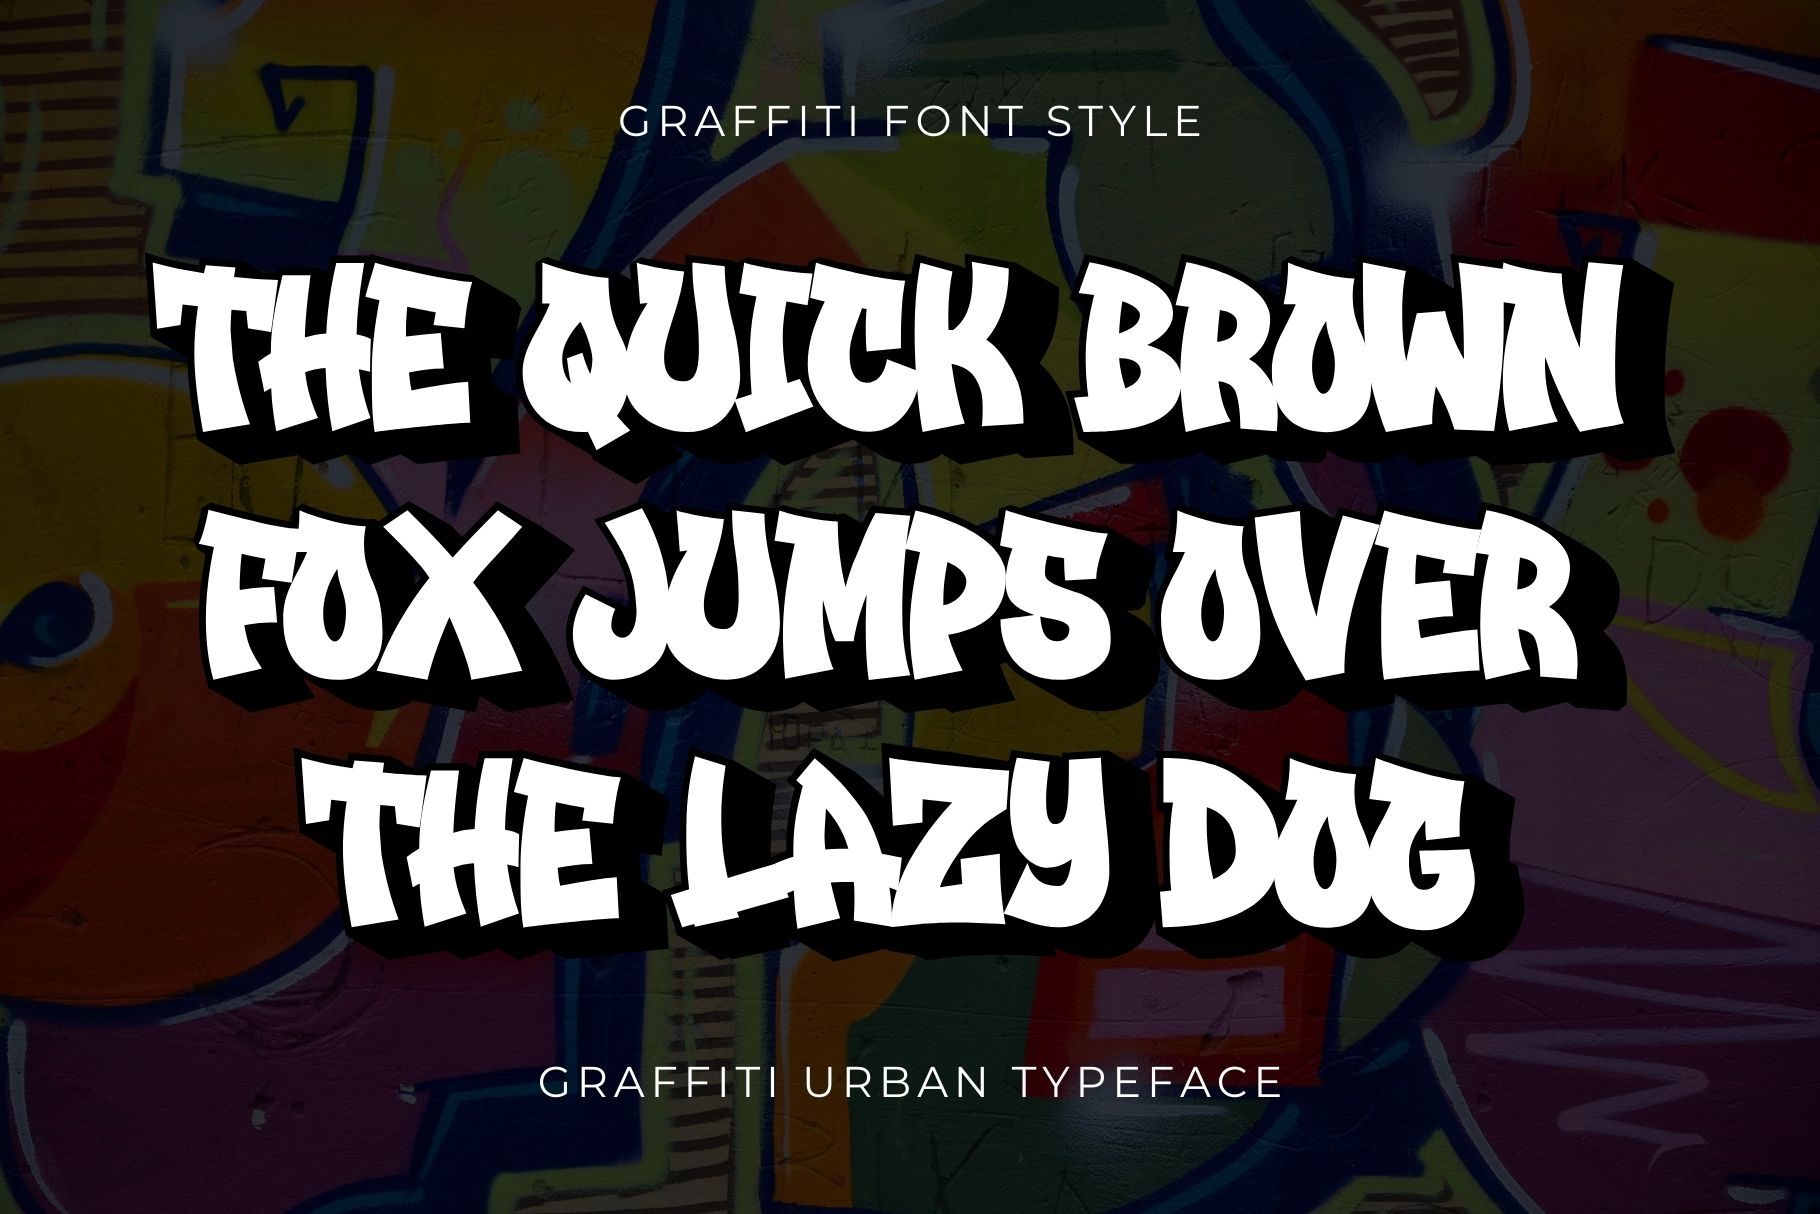 GRAFFITI FONT STYLE
THE QUICK BROWN
FOX JUMPS OVER
THE LAZY DOG
GRAFFITI URBAN TYPEFACE